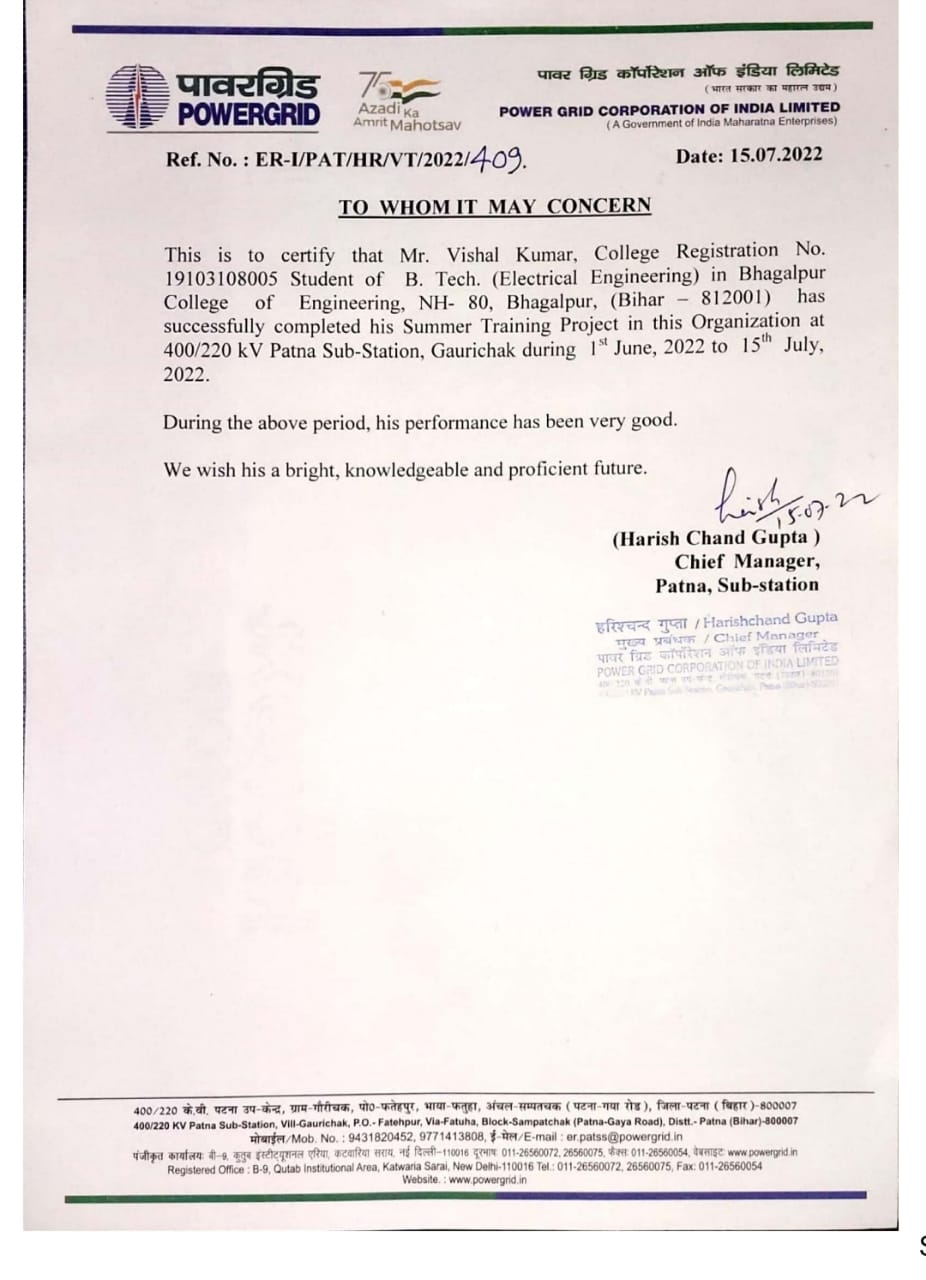 पावरग्रिड
POWERGRID
75
Azadi Ka
Amrit Mahotsav
पावर ग्रिड कॉर्पोरेशन ऑफ इंडिया लिमिटेड
(भारत सरकार का महारत्न उद्यम)
POWER GRID CORPORATION OF INDIA LIMITED
(A Government of India Maharatna Enterprises)
Ref. No. : ER-I/PAT/HR/VT/2022/409.
Date: 15.07.2022
TO WHOM IT MAY CONCERN
This is to certify that Mr. Vishal Kumar, College Registration No.
19103108005 Student of B. Tech. (Electrical Engineering) in Bhagalpur
College of Engineering, NH- 80, Bhagalpur, (Bihar – 812001) has
successfully completed his Summer Training Project in this Organization at
400/220 kV Patna Sub-Station, Gaurichak during 1st June, 2022 to 15th July,
2022.
During the above period, his performance has been very good.
We wish his a bright, knowledgeable and proficient future.
15-07-22
(Harish Chand Gupta )
Chief Manager,
Patna, Sub-station
हरिश्चन्द गुप्ता / Harishchand Gupta
मुख्य प्रबंधक / Chief Manager
पावर ग्रिड कॉर्पोरेशन ऑफ इंडिया लिमिटेड
POWER GRID CORPORATION OF INDIA LIMITED
KV Patna Sub Station, Gaurichak, Patna (Bihar)
400/220 के.वी. पटना उप-केन्द्र, ग्राम-गौरीचक, पो0-फतेहपुर, भाया-फतुहा, अंचल-सम्पतचक (पटना-गया रोड), जिला-पटना (बिहार)-800007
400/220 KV Patna Sub-Station, Vill-Gaurichak, P.O.- Fatehpur, Via-Fatuha, Block-Sampatchak (Patna-Gaya Road), Distt.- Patna (Bihar)-800007
मोबाईल/Mob. No. : 9431820452, 9771413808, ई-मेल/E-mail : er.patss@powergrid.in
पंजीकृत कार्यालयः बी-9, कुतुब इंस्टीट्यूशनल एरिया, कटवारिया सराय, नई दिल्ली-110016 दूरभाषः 011-26560072, 26560075, फैक्सः 011-26560054, वेबसाइटः www.powergrid.in
Registered Office : B-9, Qutab Institutional Area, Katwaria Sarai, New Delhi-110016 Tel.: 011-26560072, 26560075, Fax: 011-26560054
Website. : www.powergrid.in
S